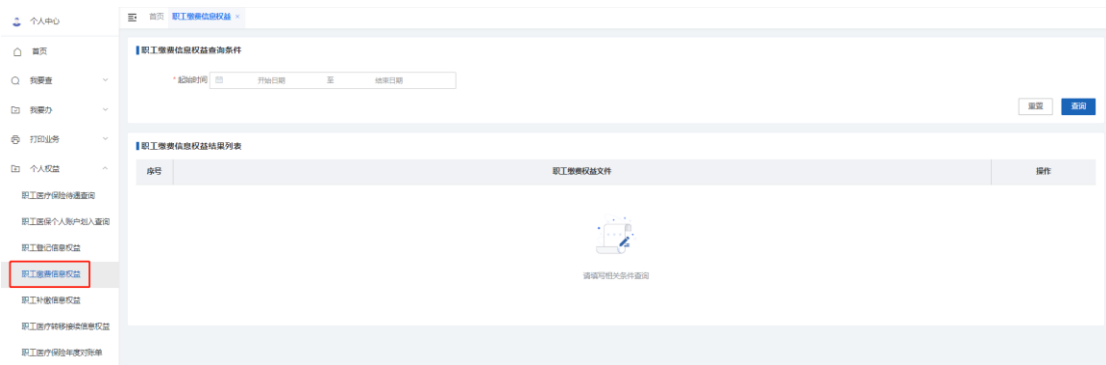 个人中心
首页 职工缴费信息权益 ×
首页
我要查
我要办
打印业务
个人权益
职工医疗保险待遇查询
职工医保个人账户划入查询
职工登记信息权益
职工缴费信息权益
职工补缴信息权益
职工医疗转移接续信息权益
职工医疗保险年度对账单
职工缴费信息权益查询条件
* 起始时间 开始日期 至 结束日期
重置 查询
职工缴费信息权益结果列表
序号 职工缴费权益文件 操作
请填写相关条件查询